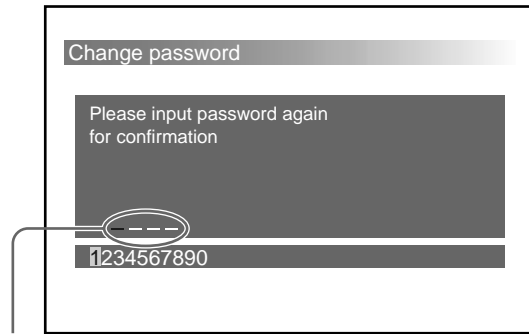 Change password
Please input password again
for confirmation
_ _ _ _
1234567890